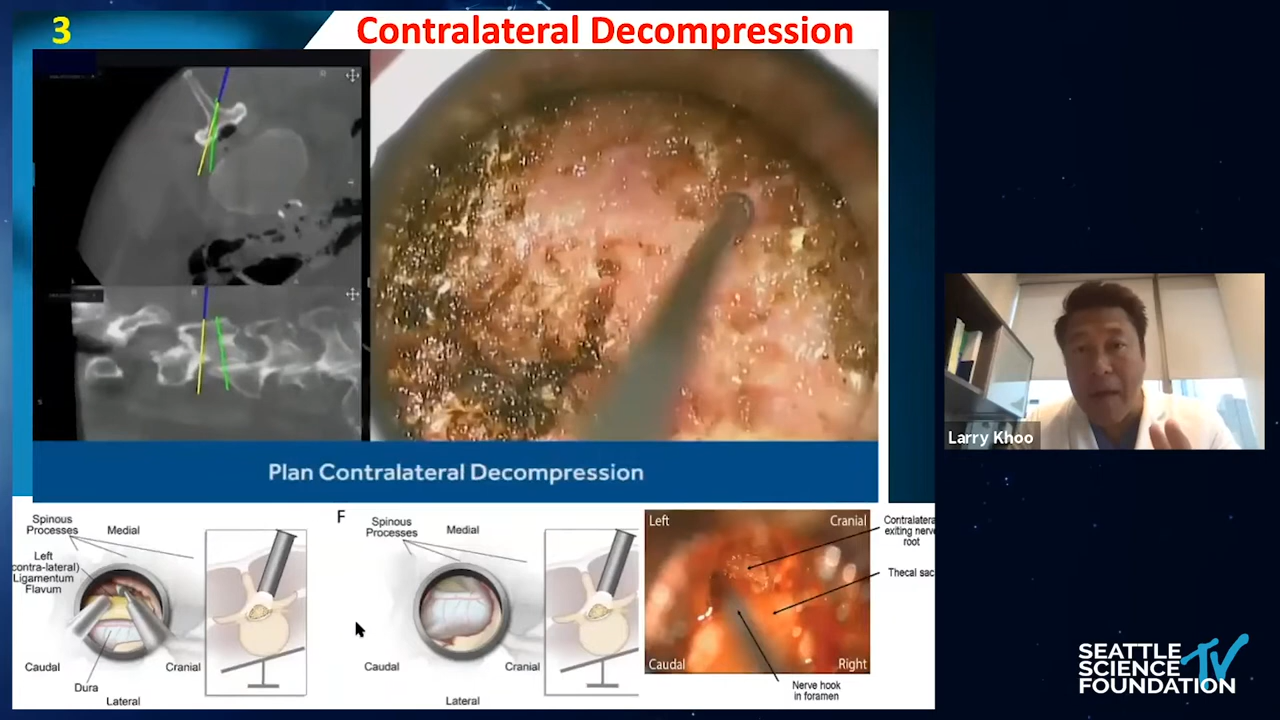 3
Contralateral Decompression
Plan Contralateral Decompression
Spinous
Processes
Medial
Left
contra-lateral)
Ligamentum
Flavum
Caudal
Cranial
Dura
Lateral
F
Spinous
Processes
Medial
Caudal
Cranial
Lateral
Left
Cranial
Caudal
Right
Contralatera
exiting nerve
root
Thecal sac
Nerve hook
in foramen
Larry Khoo
SEATTLE
SCIENCE
FOUNDATION
TV